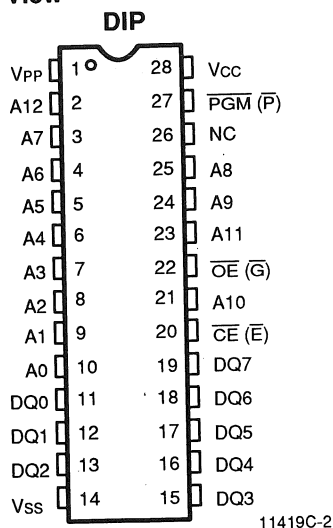 DIP
VPP 1 28 VCC
A12 2 27 PGM (P)
A7 3 26 NC
A6 4 25 A8
A5 5 24 A9
A4 6 23 A11
A3 7 22 OE (G)
A2 8 21 A10
A1 9 20 CE (E)
A0 10 19 DQ7
DQ0 11 18 DQ6
DQ1 12 17 DQ5
DQ2 13 16 DQ4
VSS 14 15 DQ3
11419C-2